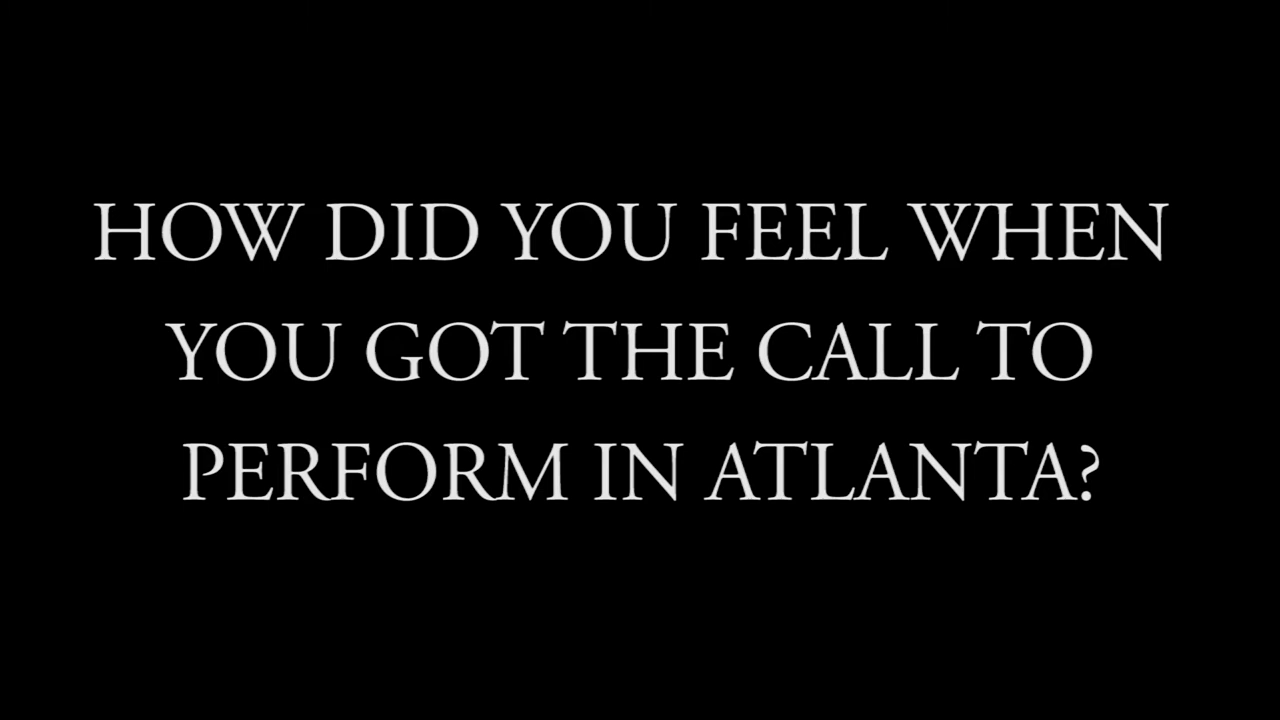 HOW DID YOU FEEL WHEN
YOU GOT THE CALL TO
PERFORM IN ATLANTA?